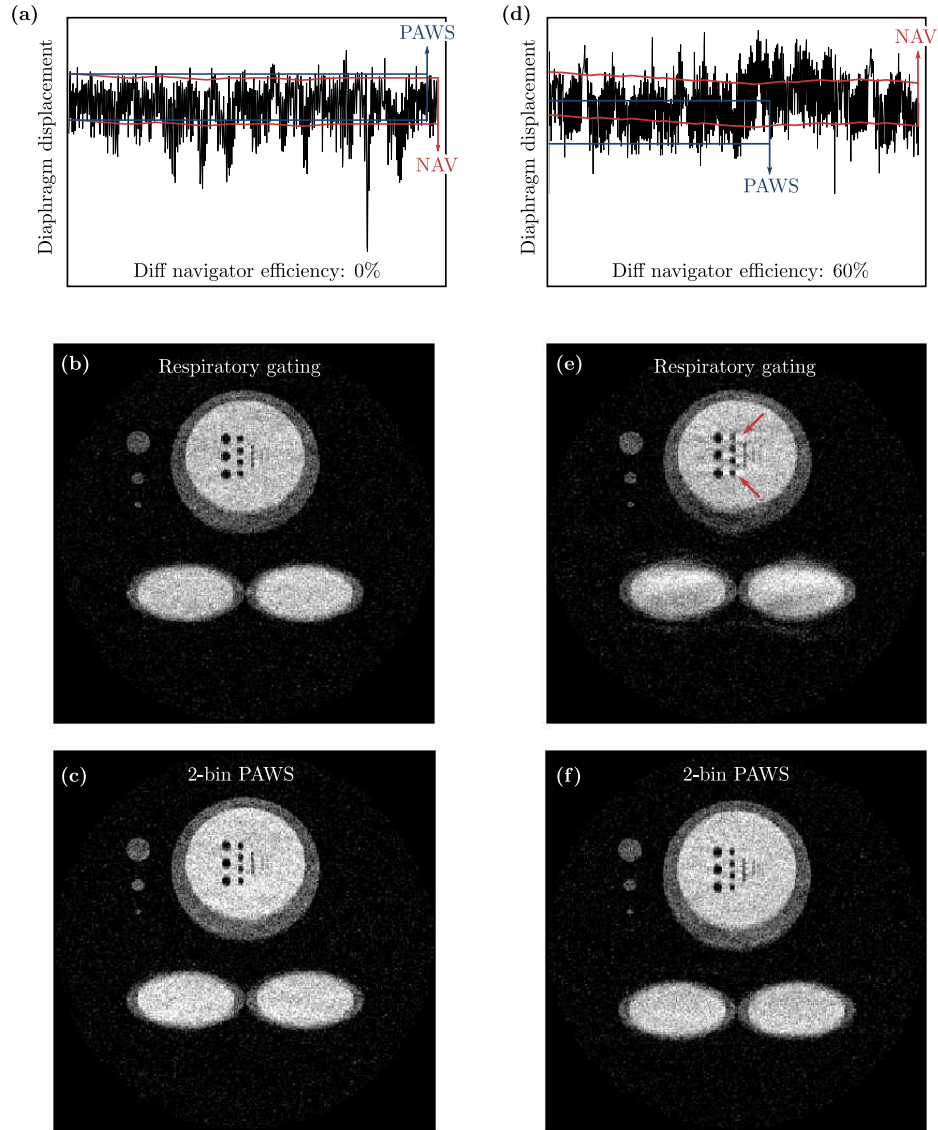 (a)
PAWS
NAV
Diaphragm displacement
Diff navigator efficiency: 0%
(d)
NAV
PAWS
Diaphragm displacement
Diff navigator efficiency: 60%
(b)
Respiratory gating
(e)
Respiratory gating
(c)
2-bin PAWS
(f)
2-bin PAWS